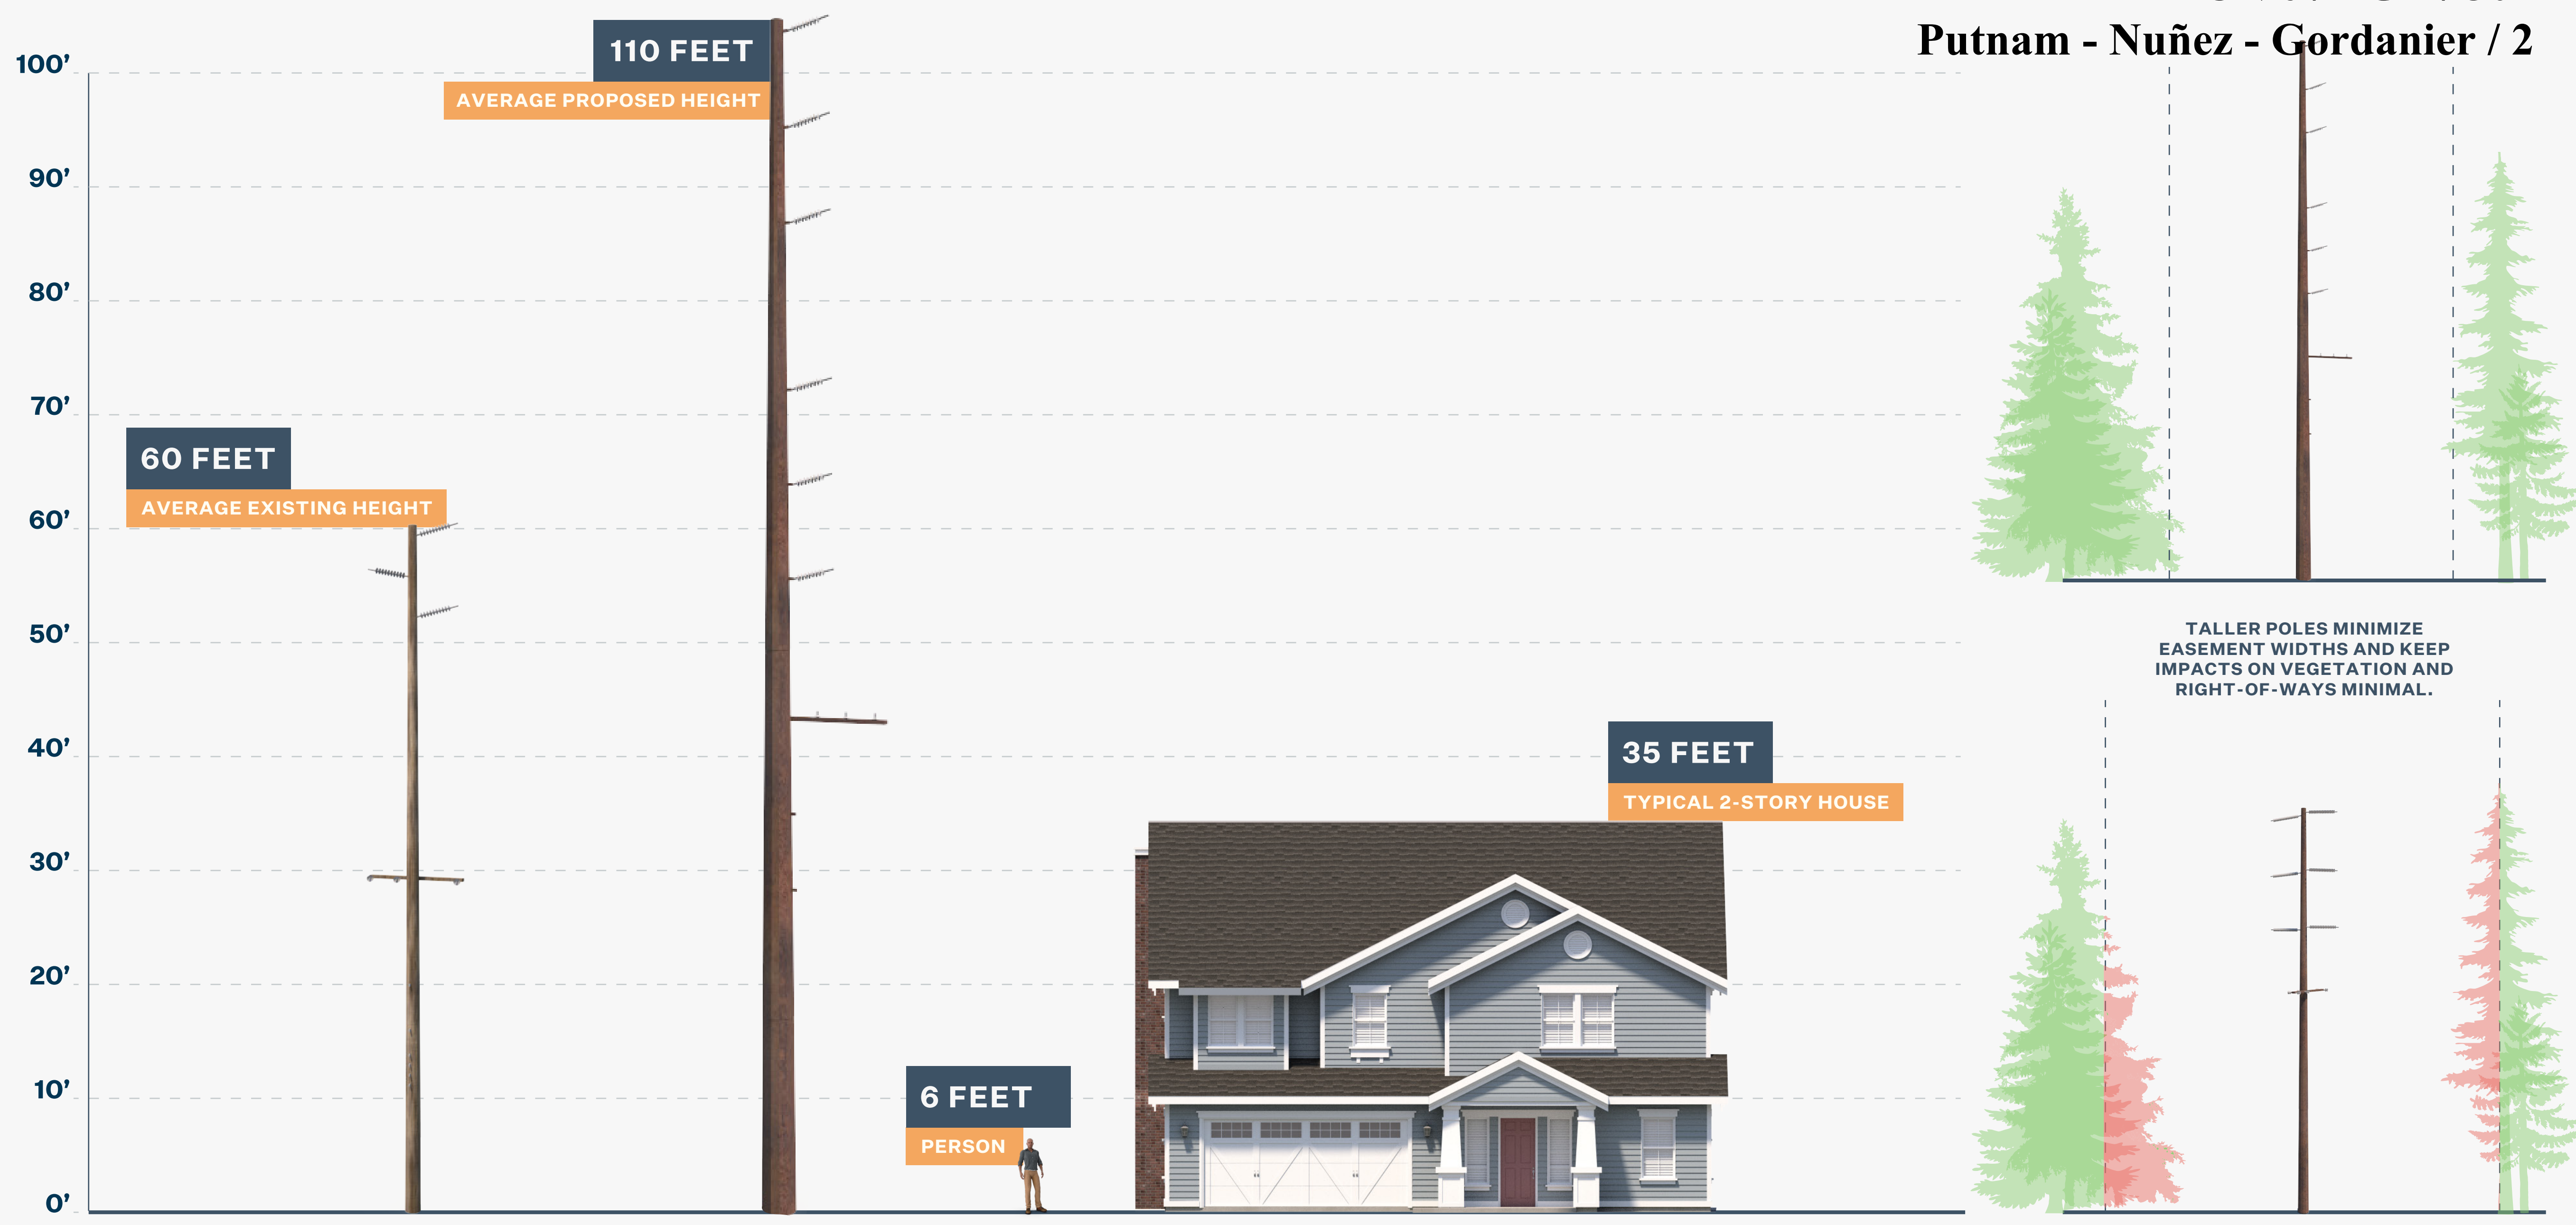 Putnam - Nuñez - Gordanier / 2
100’
90’
80’
70’
60’
50’
40’
30’
20’
10’
0’
110 FEET
AVERAGE PROPOSED HEIGHT
60 FEET
AVERAGE EXISTING HEIGHT
6 FEET
PERSON
35 FEET
TYPICAL 2-STORY HOUSE
TALLER POLES MINIMIZE
EASEMENT WIDTHS AND KEEP
IMPACTS ON VEGETATION AND
RIGHT-OF-WAYS MINIMAL.